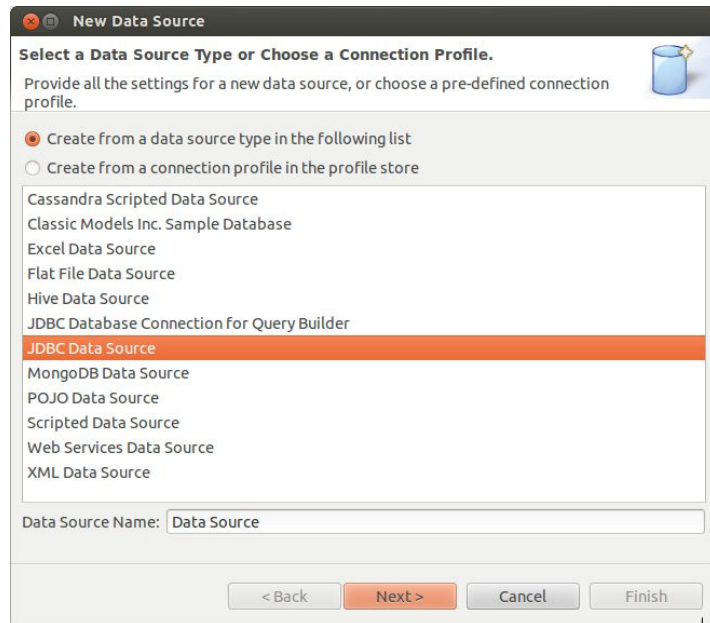 New Data Source
Select a Data Source Type or Choose a Connection Profile.
Provide all the settings for a new data source, or choose a pre-defined connection
profile.
Create from a data source type in the following list
Create from a connection profile in the profile store
Cassandra Scripted Data Source
Classic Models Inc. Sample Database
Excel Data Source
Flat File Data Source
Hive Data Source
JDBC Database Connection for Query Builder
JDBC Data Source
MongoDB Data Source
POJO Data Source
Scripted Data Source
Web Services Data Source
XML Data Source
Data Source Name: Data Source
< Back Next > Cancel Finish